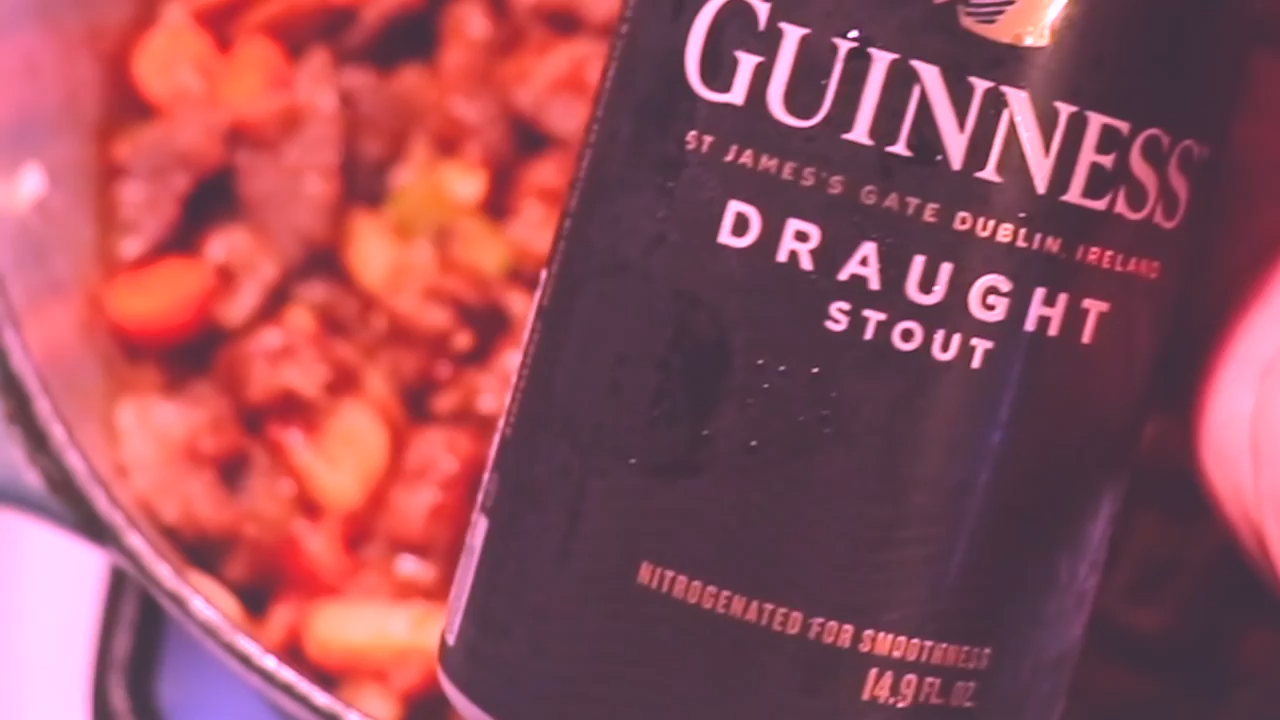 GUINNESS
ST JAMES'S GATE DUBLIN, IRELAND
DRAUGHT
STOUT
NITROGENATED FOR SMOOTHNESS
14.9 FL. OZ.